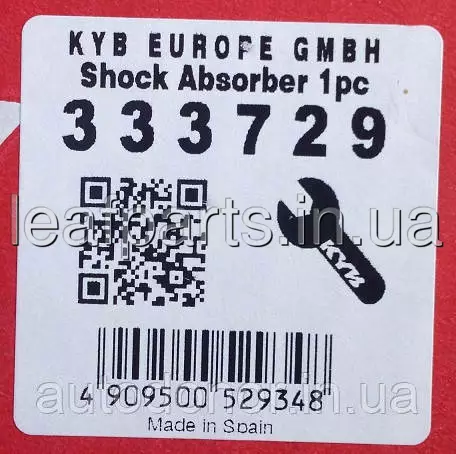 KYB EUROPE GMBH
Shock Absorber 1pc
333729
leafparts.in.ua
KYB
4 909500 529348
autodonor.in.ua
Made in Spain